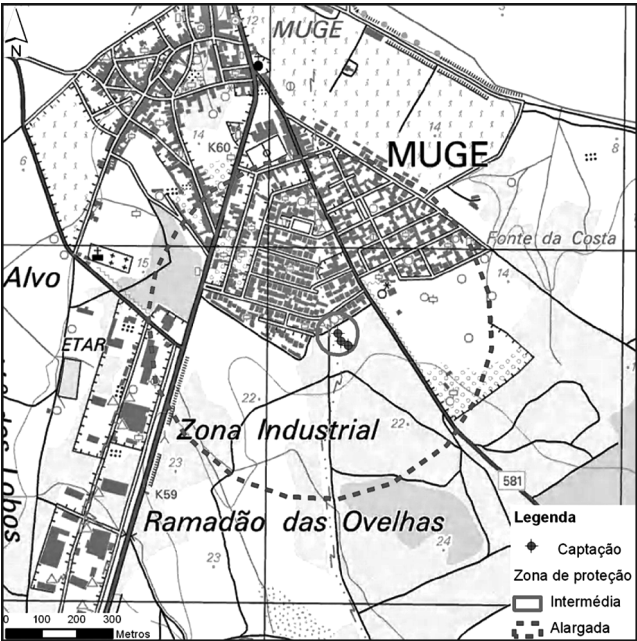 N
12
MUGE
3
14
K60
14
MUGE
8
6
Fonte da Costa
15
14
Alvo
ETAR
22
22
Zona Industrial
23
K59
581
Ramadão das Ovelhas
24
23
Legenda
Captação
Zona de proteção
Intermédia
Alargada
0 100 200 300
Metros